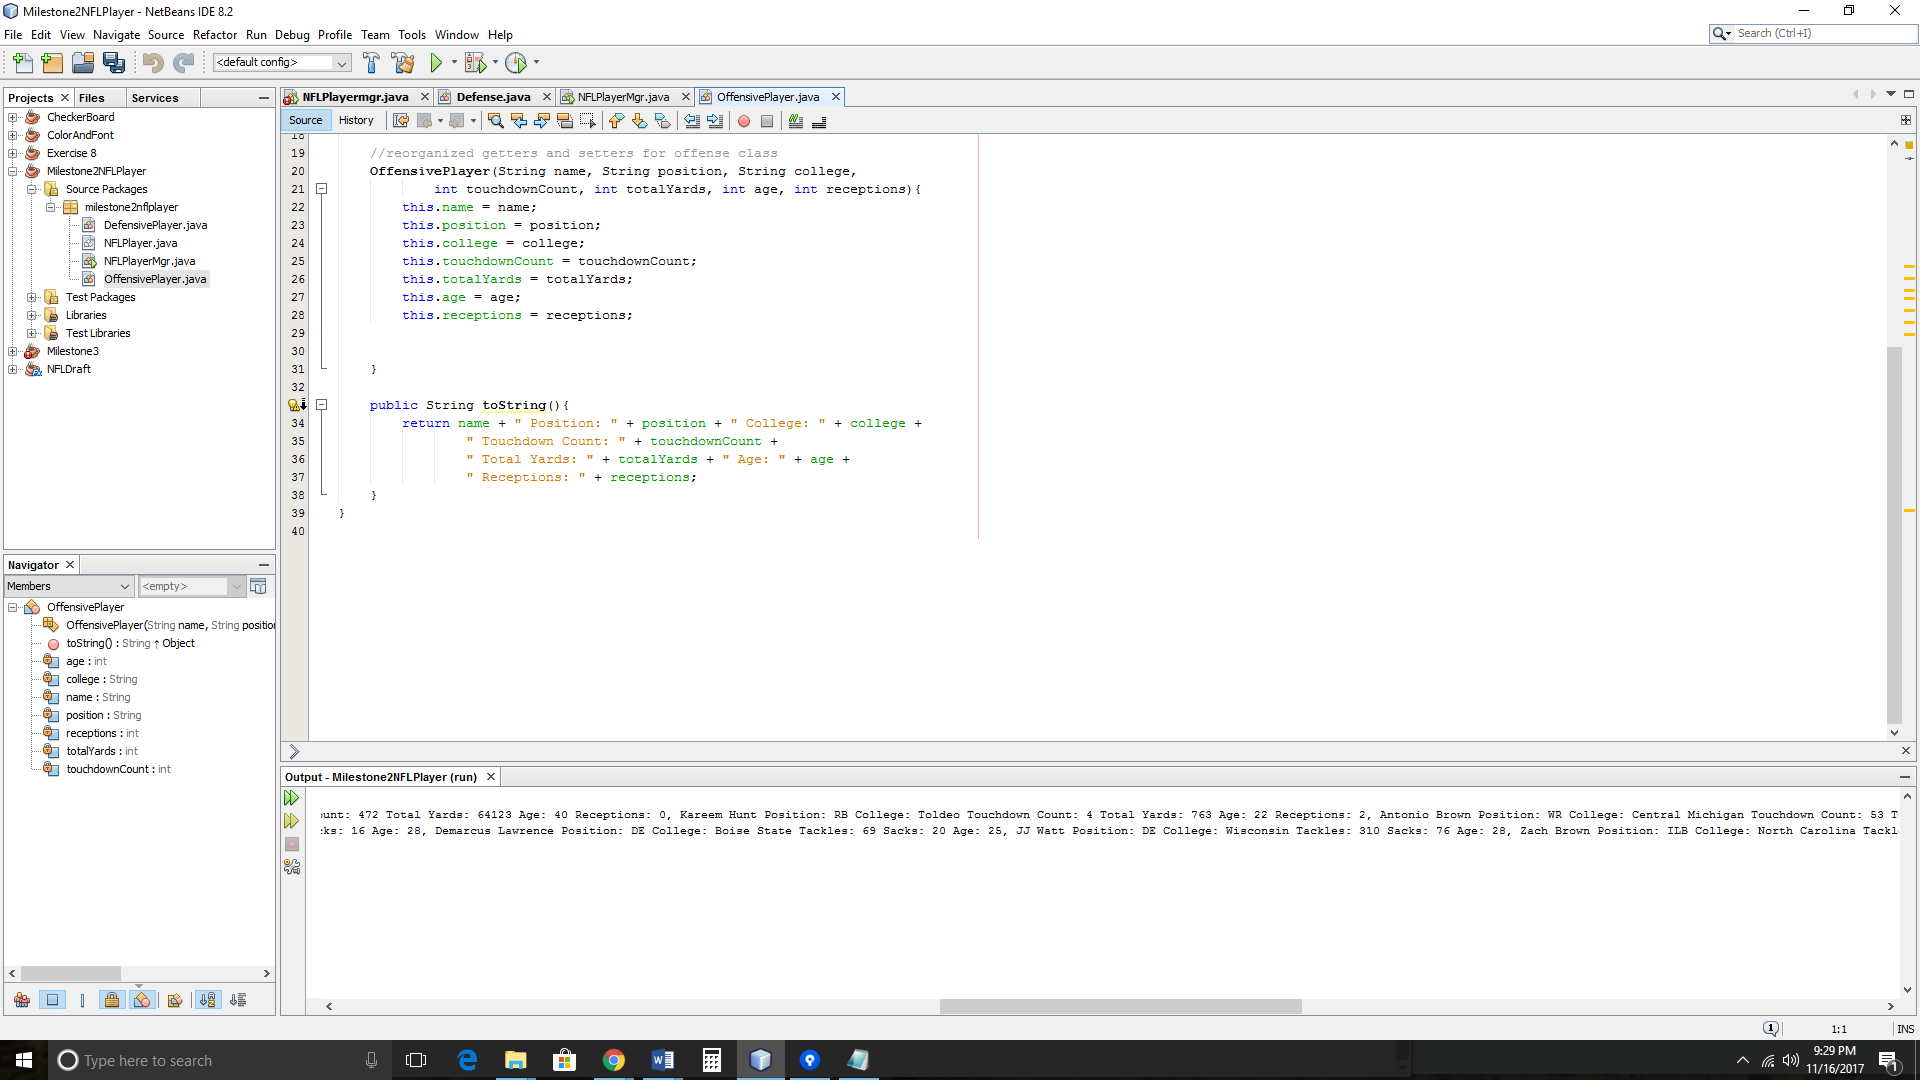 Milestone2NFLPlayer - NetBeans IDE 8.2
File Edit View Navigate Source Refactor Run Debug Profile Team Tools Window Help
Search (Ctrl+I)
<default config>
Projects Files Services
NFLPlayermgr.java Defense.java NFLPlayerMgr.java OffensivePlayer.java
Source History
CheckerBoard
ColorAndFont
Exercise 8
Milestone2NFLPlayer
Source Packages
milestone2nflplayer
DefensivePlayer.java
NFLPlayer.java
NFLPlayerMgr.java
OffensivePlayer.java
Test Packages
Libraries
Test Libraries
Milestone3
NFLDraft
18
19 //reorganized getters and setters for offense class
20 OffensivePlayer(String name, String position, String college,
21 int touchdownCount, int totalYards, int age, int receptions){
22 this.name = name;
23 this.position = position;
24 this.college = college;
25 this.touchdownCount = touchdownCount;
26 this.totalYards = totalYards;
27 this.age = age;
28 this.receptions = receptions;
29
30
31 }
32
public String toString(){
34 return name + " Position: " + position + " College: " + college +
35 " Touchdown Count: " + touchdownCount +
36 " Total Yards: " + totalYards + " Age: " + age +
37 " Receptions: " + receptions;
38 }
39 }
40
Navigator
Members <empty>
OffensivePlayer
OffensivePlayer(String name, String position
toString() : String ↑ Object
age : int
college : String
name : String
position : String
receptions : int
totalYards : int
touchdownCount : int
Output - Milestone2NFLPlayer (run)
unt: 472 Total Yards: 64123 Age: 40 Receptions: 0, Kareem Hunt Position: RB College: Toldeo Touchdown Count: 4 Total Yards: 763 Age: 22 Receptions: 2, Antonio Brown Position: WR College: Central Michigan Touchdown Count: 53 T
ks: 16 Age: 28, Demarcus Lawrence Position: DE College: Boise State Tackles: 69 Sacks: 20 Age: 25, JJ Watt Position: DE College: Wisconsin Tackles: 310 Sacks: 76 Age: 28, Zach Brown Position: ILB College: North Carolina Tackl
1 1:1 INS
Type here to search
9:29 PM
11/16/2017
1